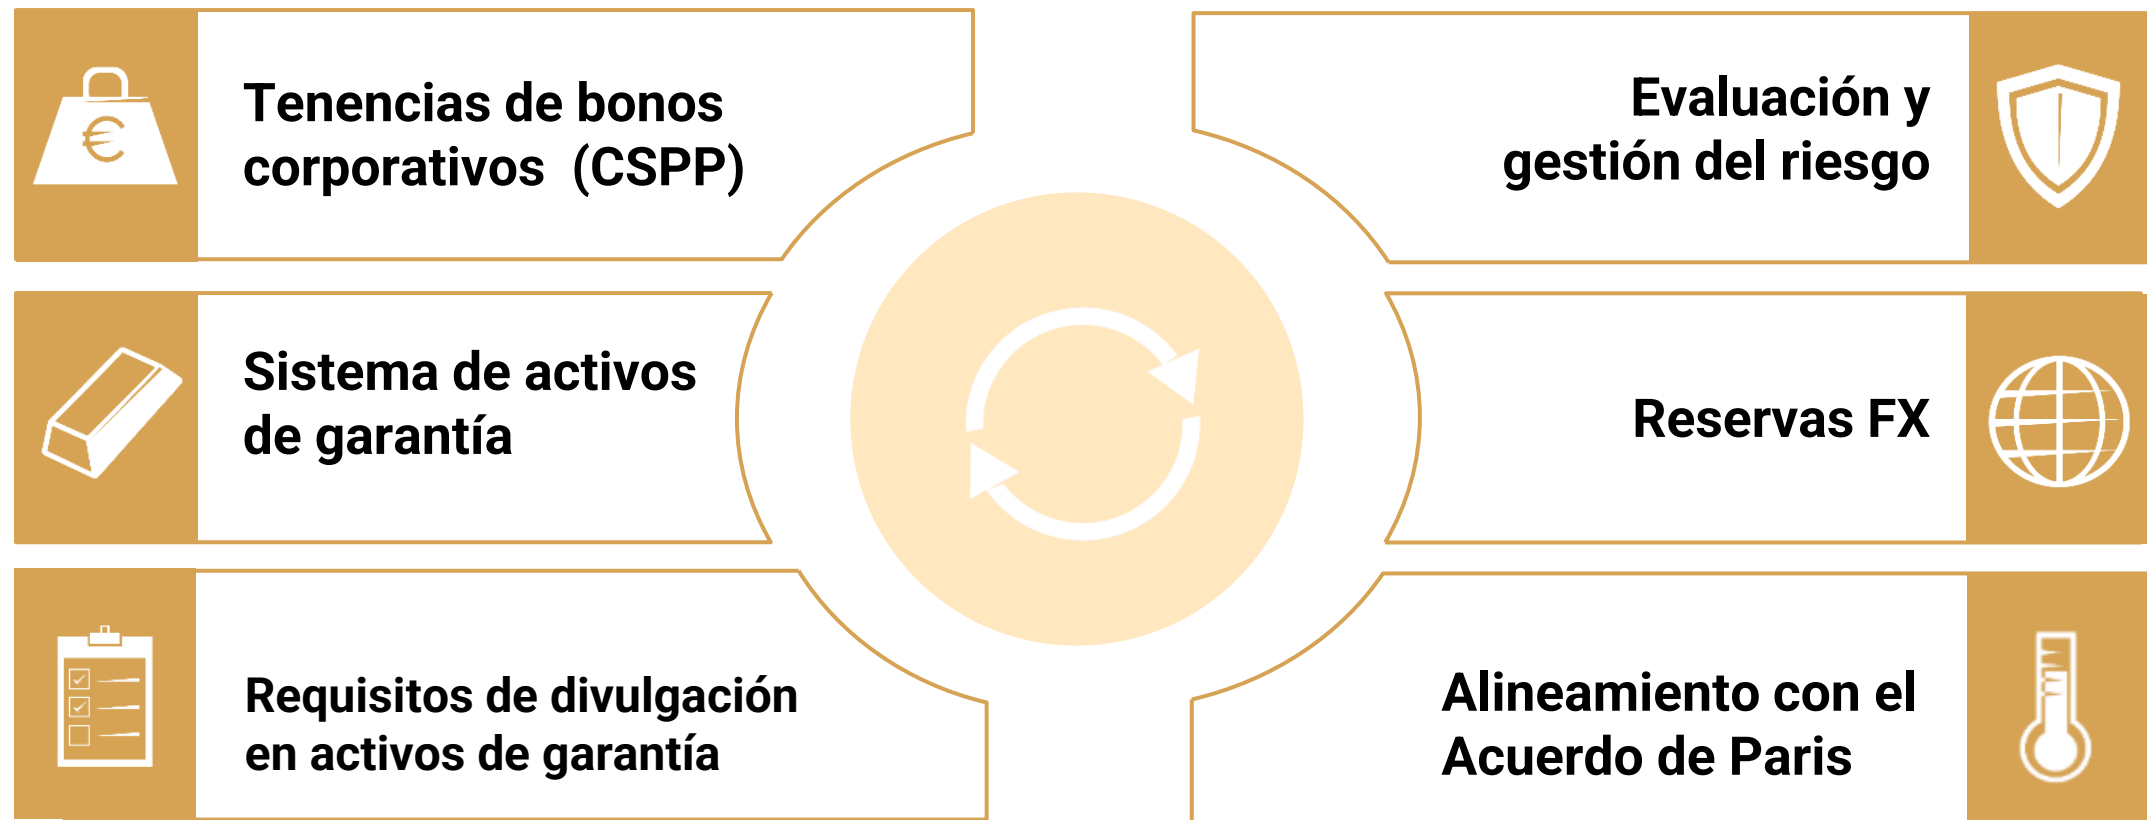 Tenencias de bonos
corporativos (CSPP)
Evaluación y
gestión del riesgo
€
Sistema de activos
de garantía
Reservas FX
Requisitos de divulgación
en activos de garantía
Alineamiento con el
Acuerdo de Paris